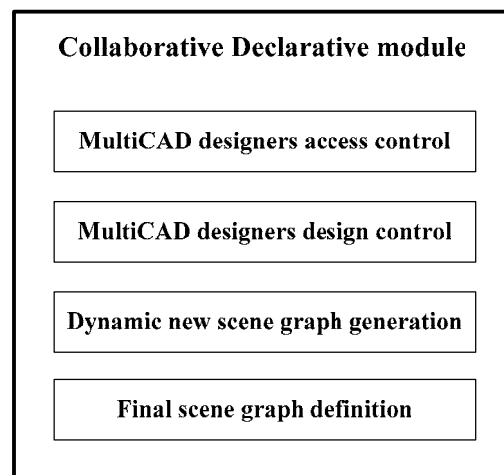 Collaborative Declarative module
MultiCAD designers access control
MultiCAD designers design control
Dynamic new scene graph generation
Final scene graph definition